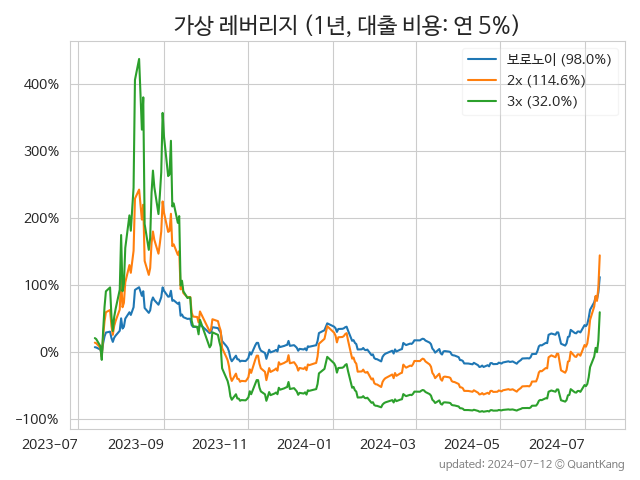 가상 레버리지 (1년, 대출 비용: 연 5%)
보로노이 (98.0%)
2x (114.6%)
3x (32.0%)
400%
300%
200%
100%
0%
−100%
2023-07
2023-09
2023-11
2024-01
2024-03
2024-05
2024-07
updated: 2024-07-12 © QuantKang